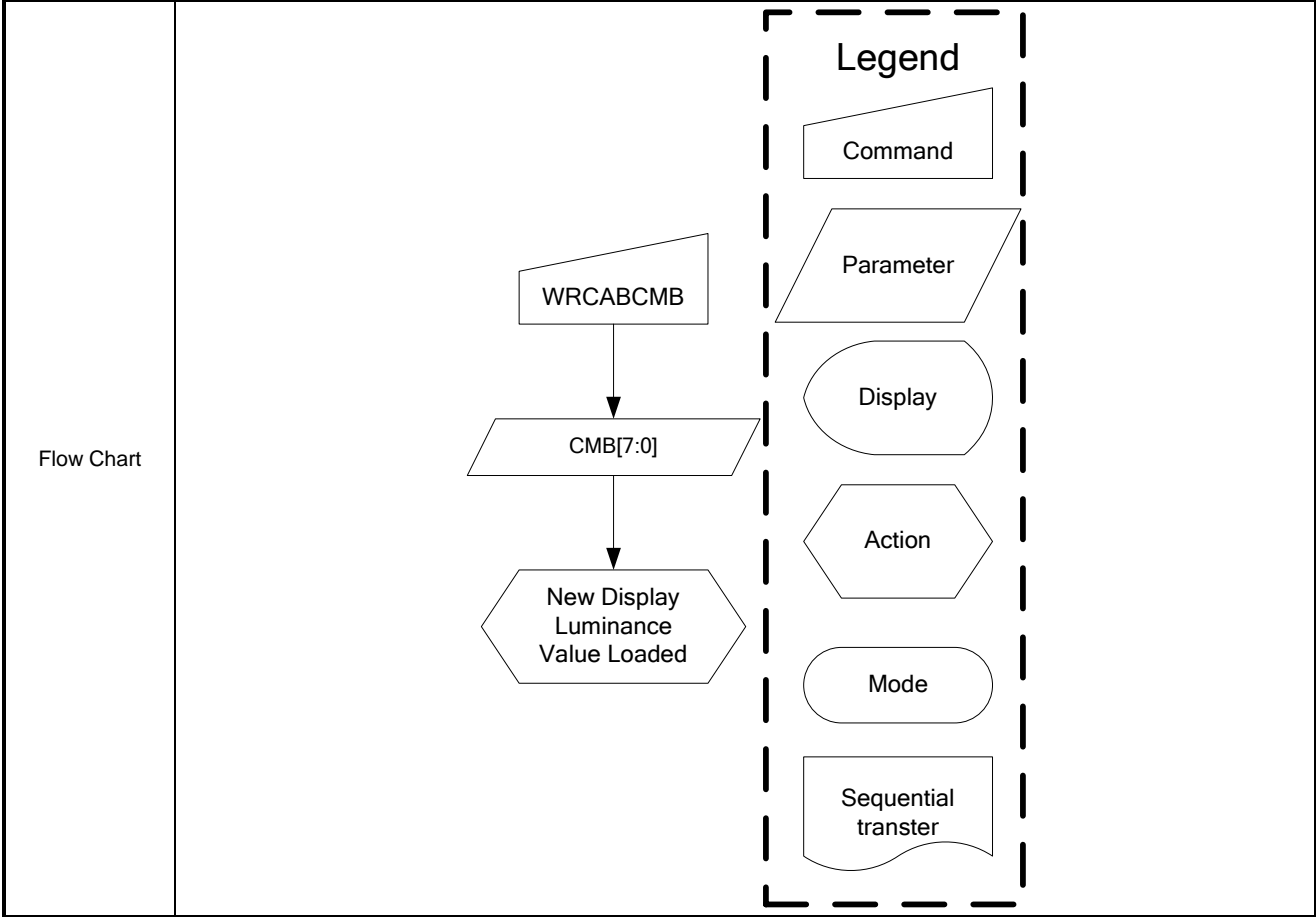 Flow Chart
WRCABCMB
CMB[7:0]
New Display
Luminance
Value Loaded
Legend
Command
Parameter
Display
Action
Mode
Sequential
transter